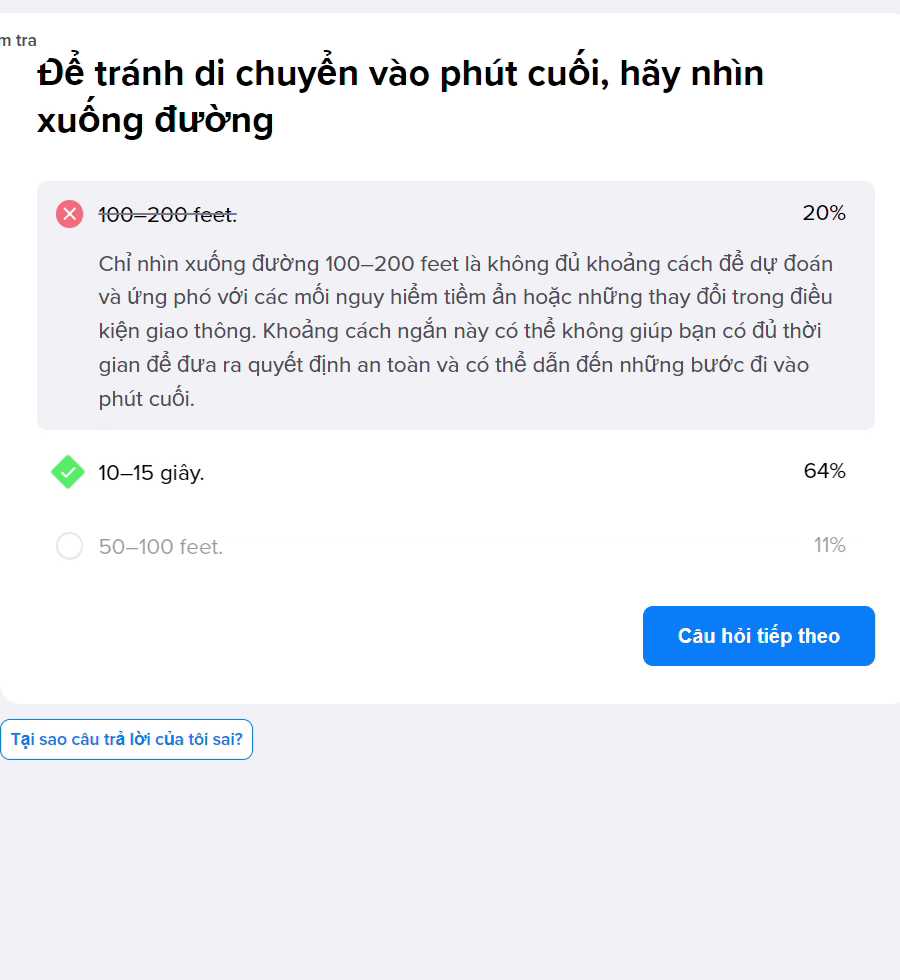 m tra
Để tránh di chuyển vào phút cuối, hãy nhìn
xuống đường
100–200 feet.
20%
Chỉ nhìn xuống đường 100–200 feet là không đủ khoảng cách để dự đoán
và ứng phó với các mối nguy hiểm tiềm ẩn hoặc những thay đổi trong điều
kiện giao thông. Khoảng cách ngắn này có thể không giúp bạn có đủ thời
gian để đưa ra quyết định an toàn và có thể dẫn đến những bước đi vào
phút cuối.
10–15 giây.
64%
50–100 feet.
11%
Câu hỏi tiếp theo
Tại sao câu trả lời của tôi sai?